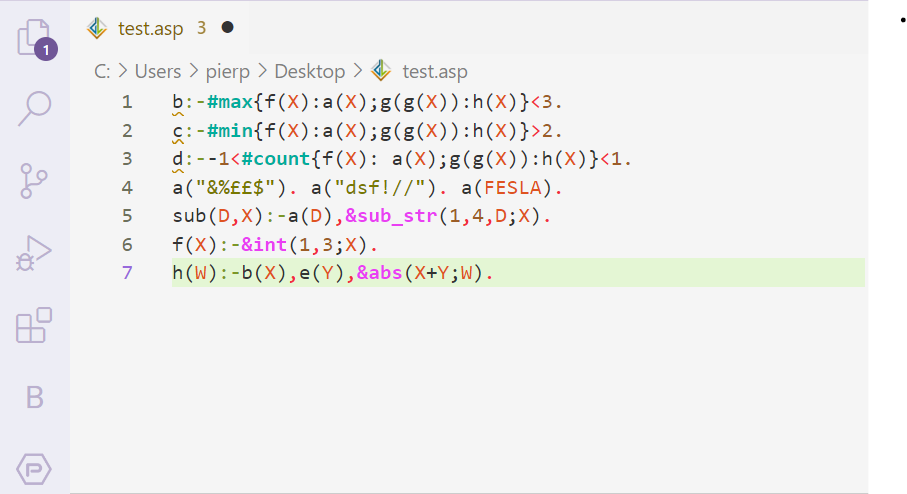 test.asp 3
1
C: > Users > pierp > Desktop > test.asp
1 b:-#max{f(X):a(X);g(g(X)):h(X)}<3.
2 c:-#min{f(X):a(X);g(g(X)):h(X)}>2.
3 d:--1<#count{f(X): a(X);g(g(X)):h(X)}<1.
4 a("&%££$"). a("dsf!//"). a(FESLA).
5 sub(D,X):-a(D),&sub_str(1,4,D;X).
6 f(X):-&int(1,3;X).
7 h(W):-b(X),e(Y),&abs(X+Y;W).
B